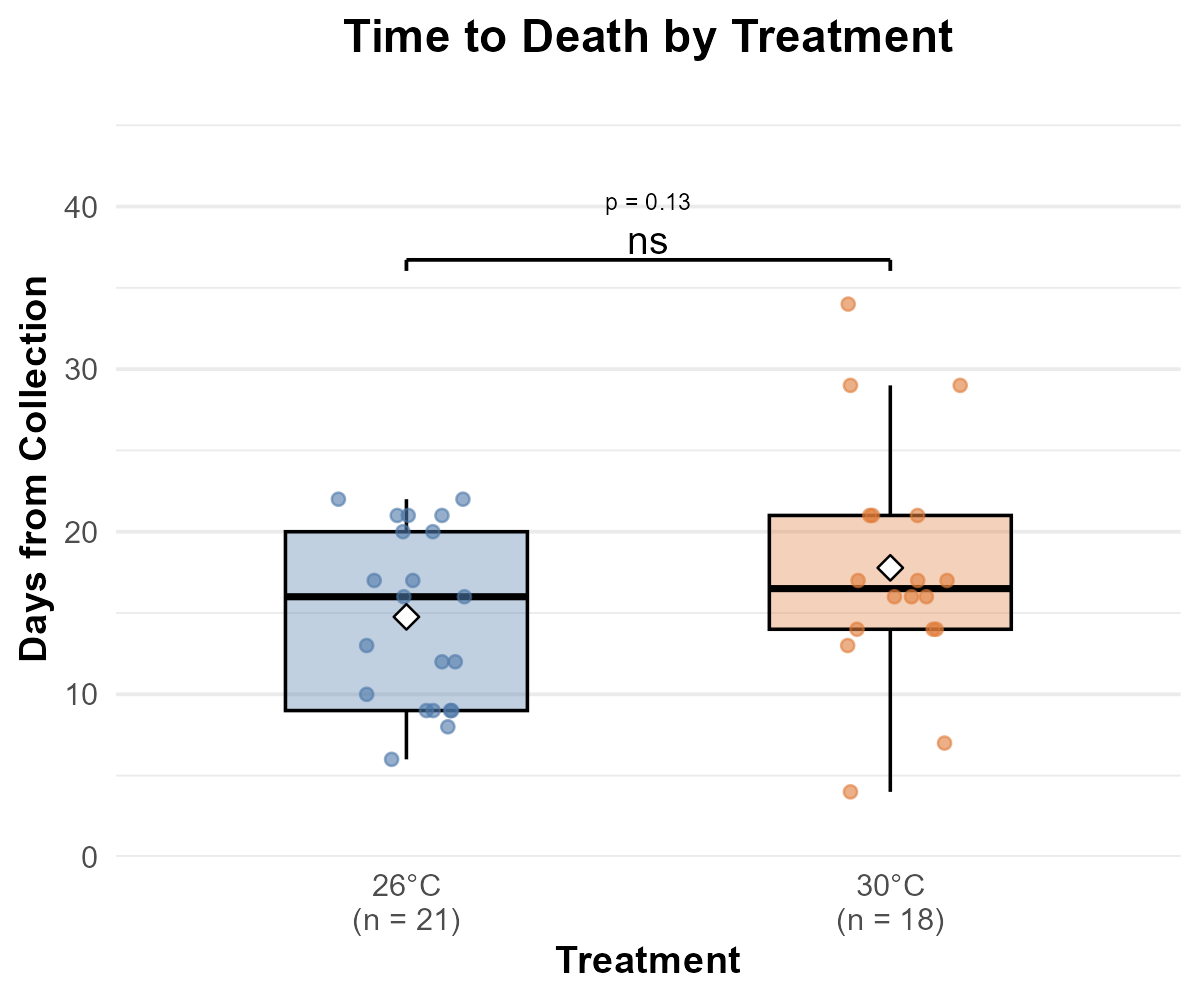 Time to Death by Treatment
Days from Collection
40
30
20
10
0
p = 0.13
ns
26°C
(n = 21)
30°C
(n = 18)
Treatment